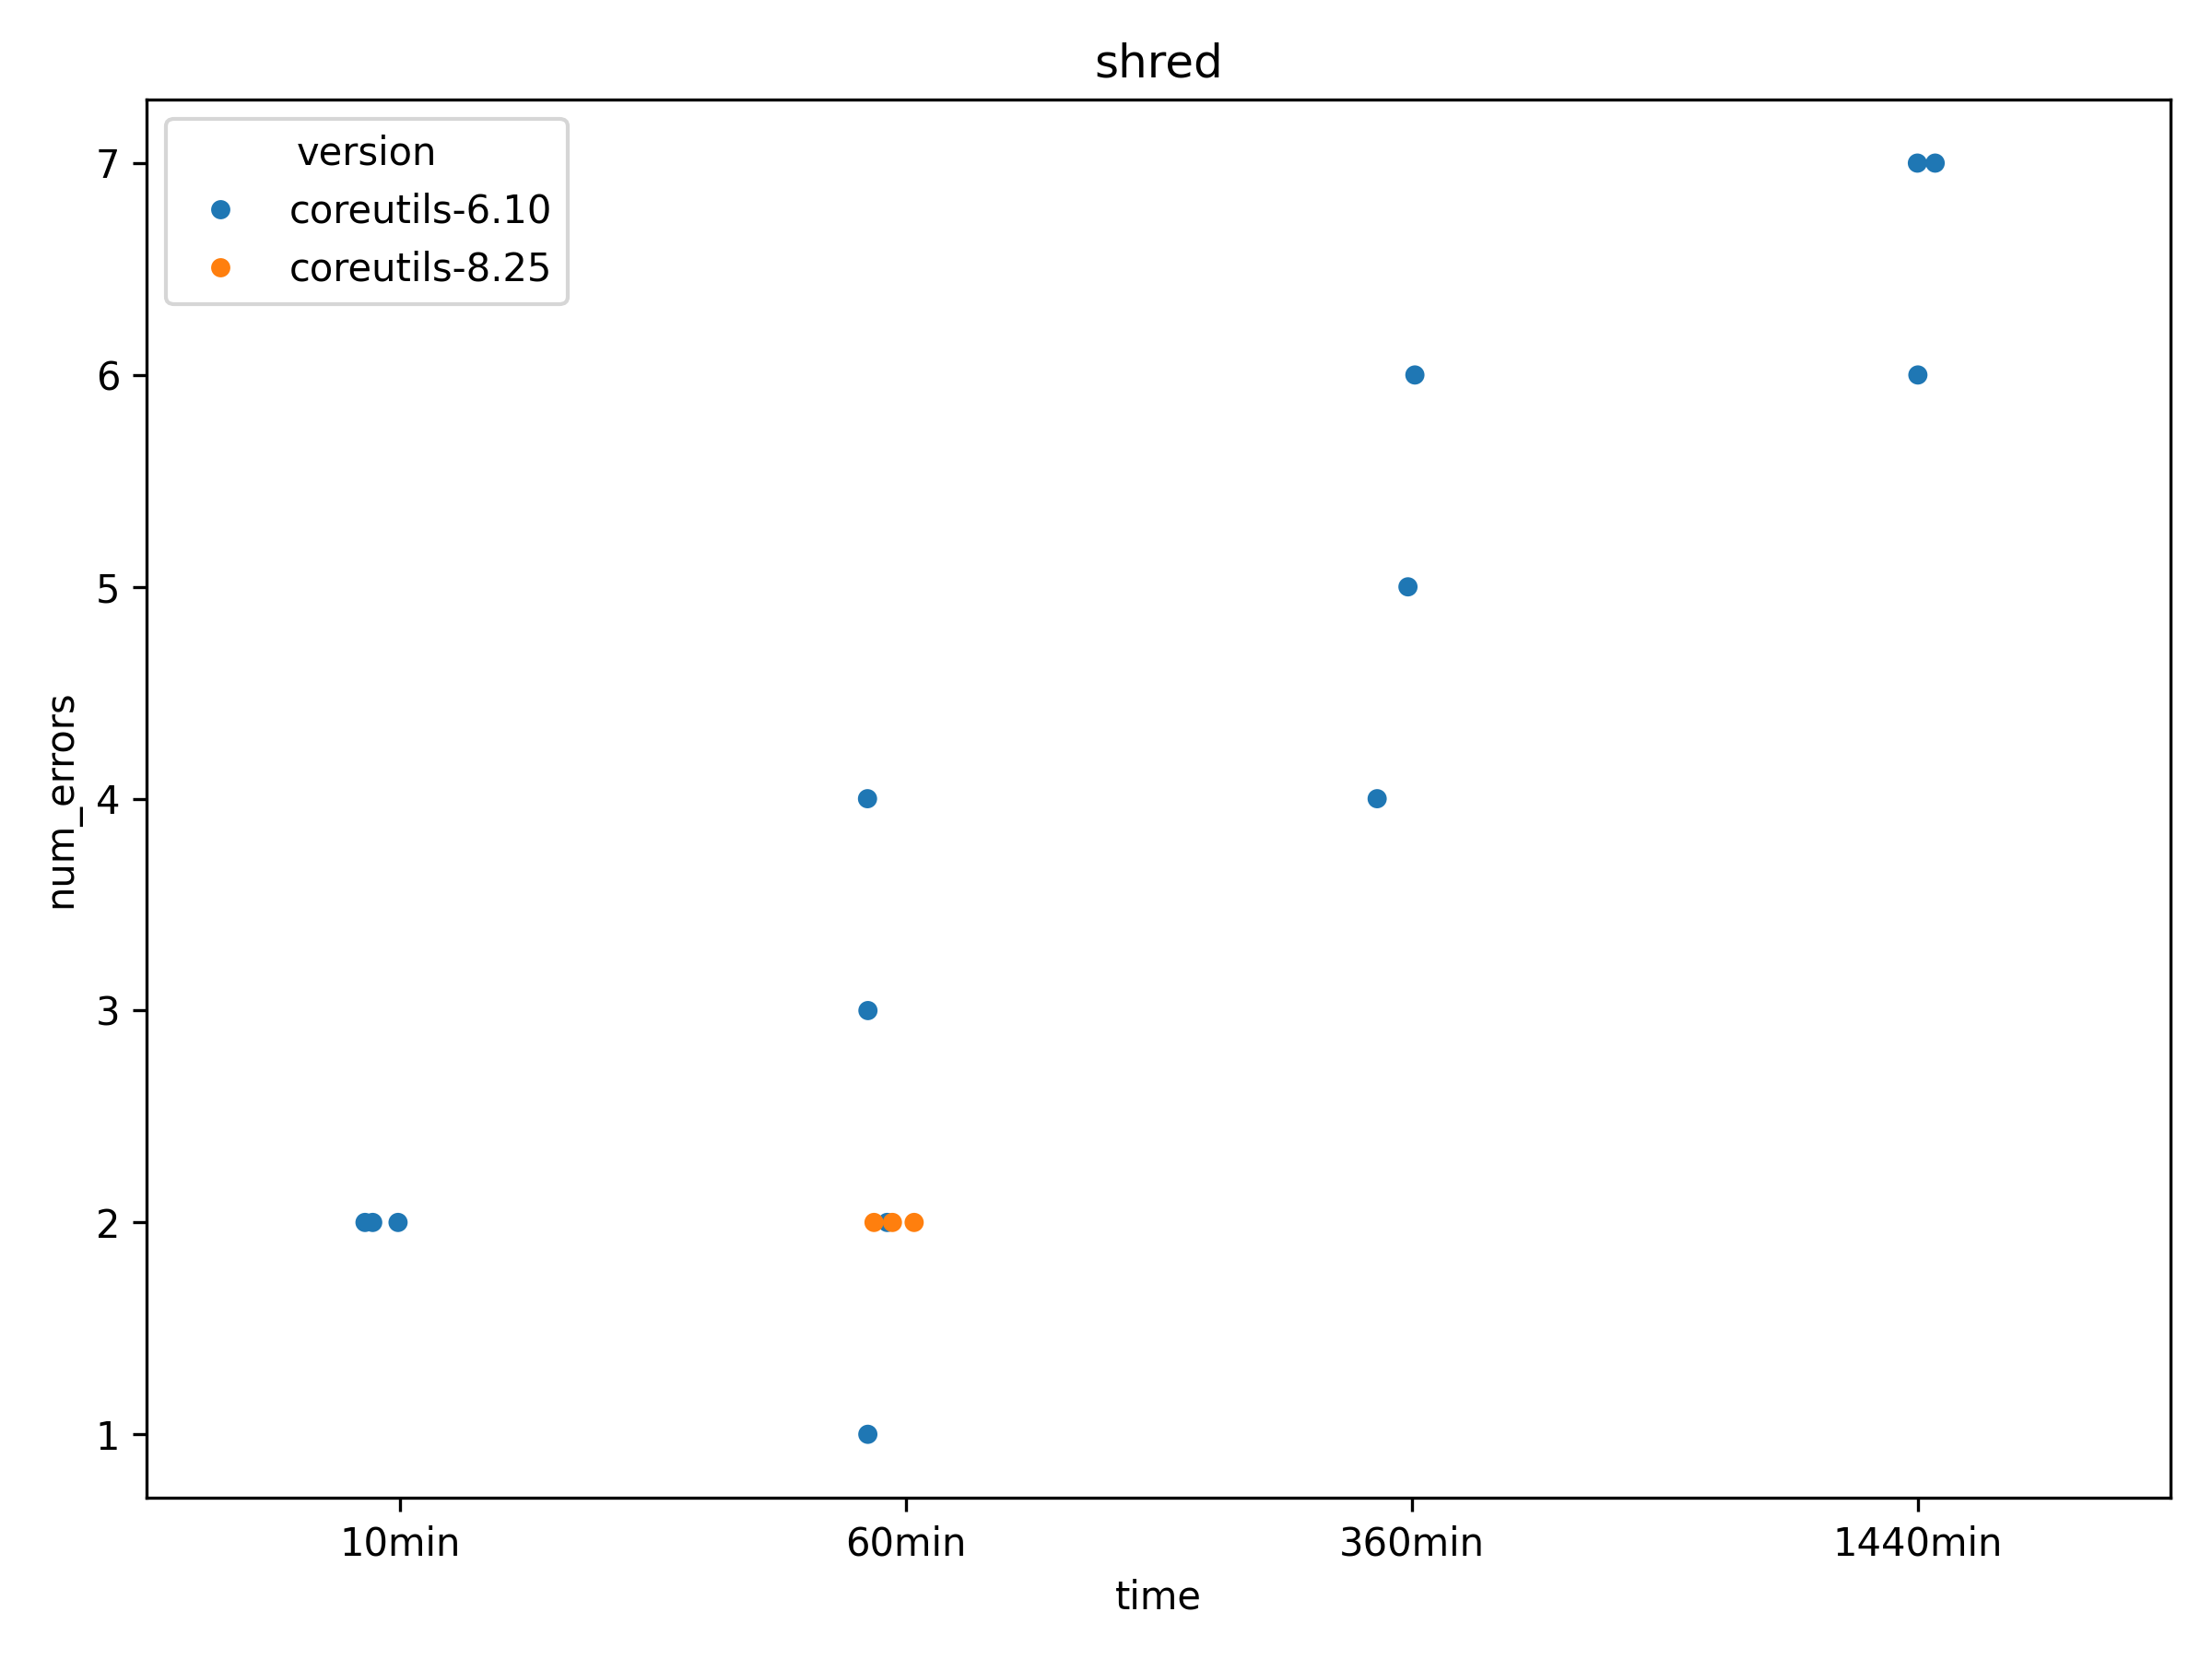 shred
version
coreutils-6.10
coreutils-8.25
num_errors
7
6
5
4
3
2
1
10min
60min
360min
1440min
time